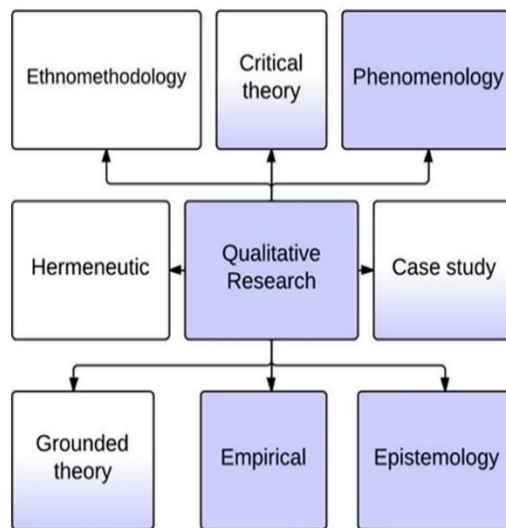 Ethnomethodology
Critical
theory
Phenomenology
Hermeneutic
Qualitative
Research
Case study
Grounded
theory
Empirical
Epistemology